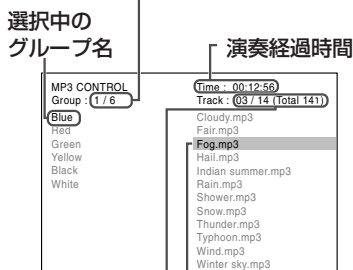 選択中の
グループ名
演奏経過時間
MP3 CONTROL
Group : 1 / 6
Time : 00:12:56
Track : 03 / 14 (Total 141)
Blue
Red
Green
Yellow
Black
White
Cloudy.mp3
Fair.mp3
Fog.mp3
Hail.mp3
Indian summer.mp3
Rain.mp3
Shower.mp3
Snow.mp3
Thunder.mp3
Typhoon.mp3
Wind.mp3
Winter sky.mp3